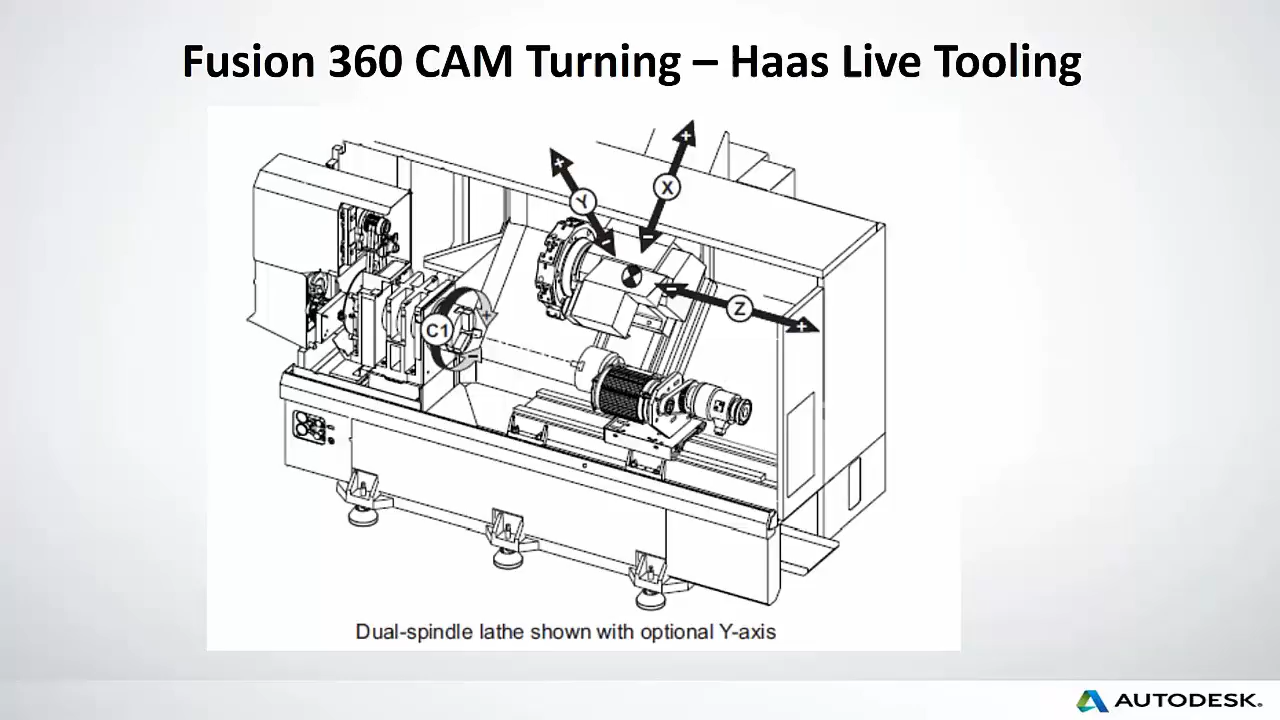 Fusion 360 CAM Turning – Haas Live Tooling
+
+
X
Y
-
-
-
Z
+
C1
+
-
Dual-spindle lathe shown with optional Y-axis
AUTODESK.